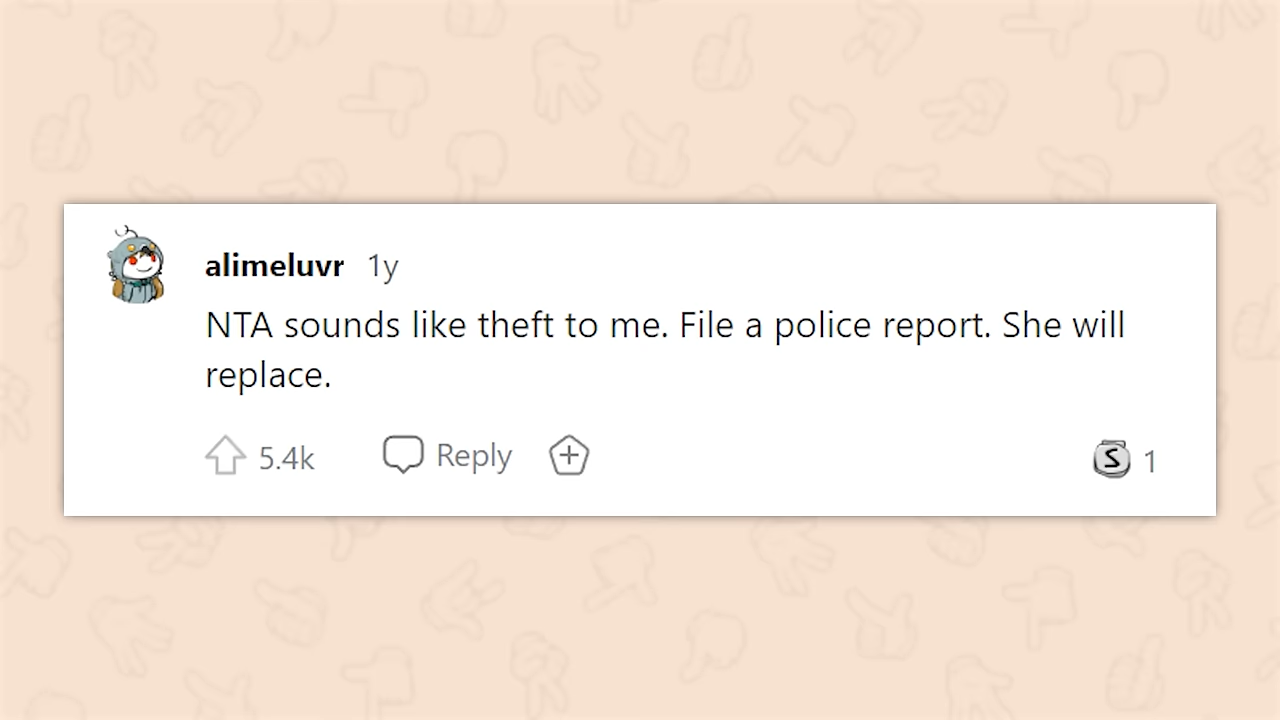 alimeluvr 1y
NTA sounds like theft to me. File a police report. She will
replace.
5.4k Reply S 1